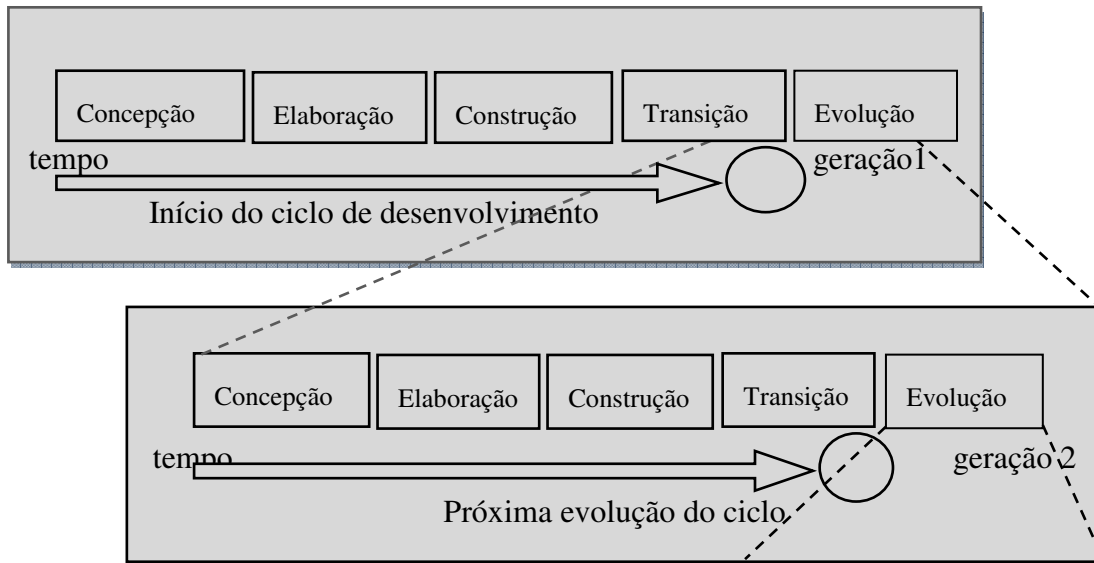 Concepção Elaboração Construção Transição Evolução
tempo geração1
Início do ciclo de desenvolvimento
Concepção Elaboração Construção Transição Evolução
tempo geração 2
Próxima evolução do ciclo